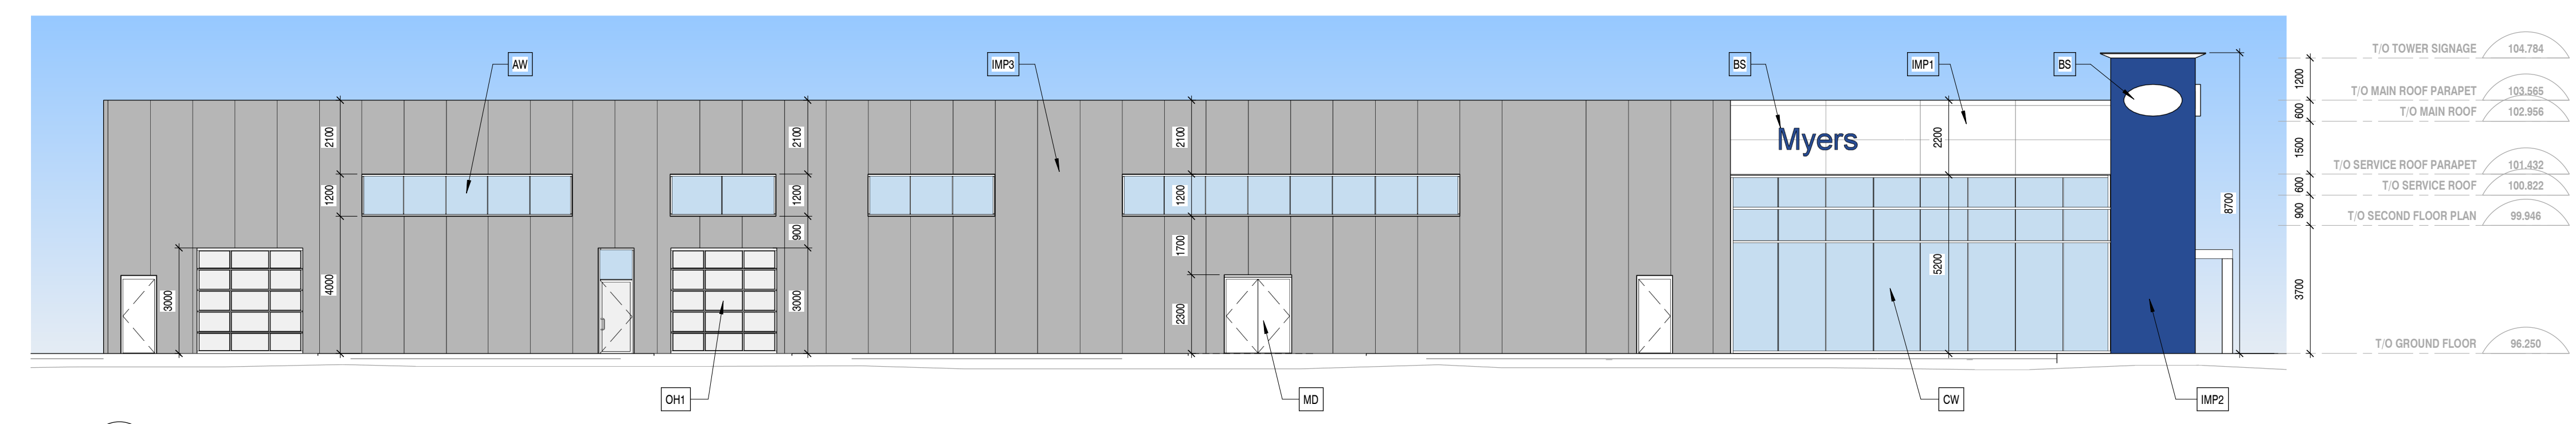 AW
IMP3
BS
IMP1
BS
T/O TOWER SIGNAGE 104.784
1200
T/O MAIN ROOF PARAPET 103.565
600
T/O MAIN ROOF 102.956
2100
2100
2100
Myers
2200
1500
T/O SERVICE ROOF PARAPET 101.432
600
T/O SERVICE ROOF 100.822
1200
1200
1200
8700
900
T/O SECOND FLOOR PLAN 99.946
900
1700
5200
3000
4000
3000
2300
3700
T/O GROUND FLOOR 96.250
OH1
MD
CW
IMP2